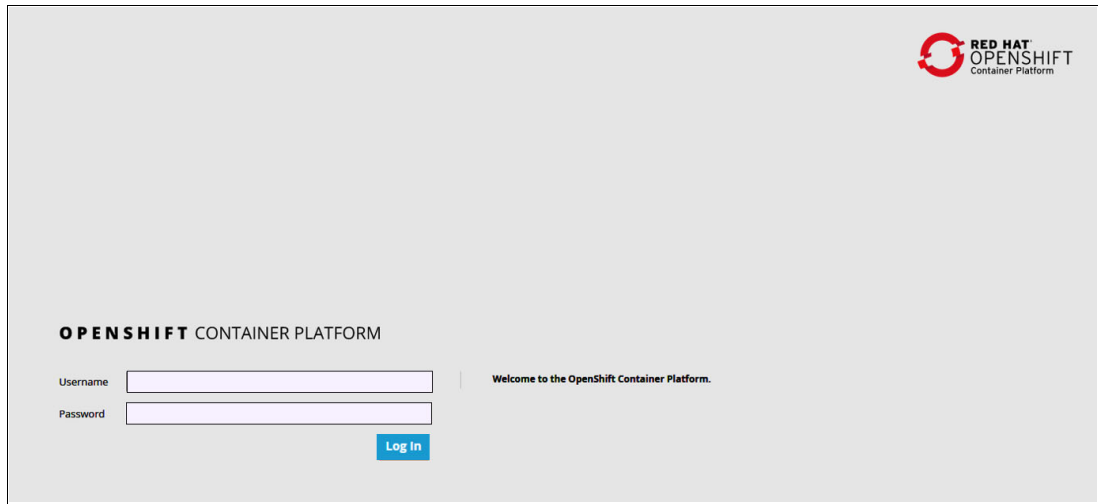 RED HAT®
OPENSHIFT
Container Platform
OPENSHIFT CONTAINER PLATFORM
Username
Welcome to the OpenShift Container Platform.
Password
Log In